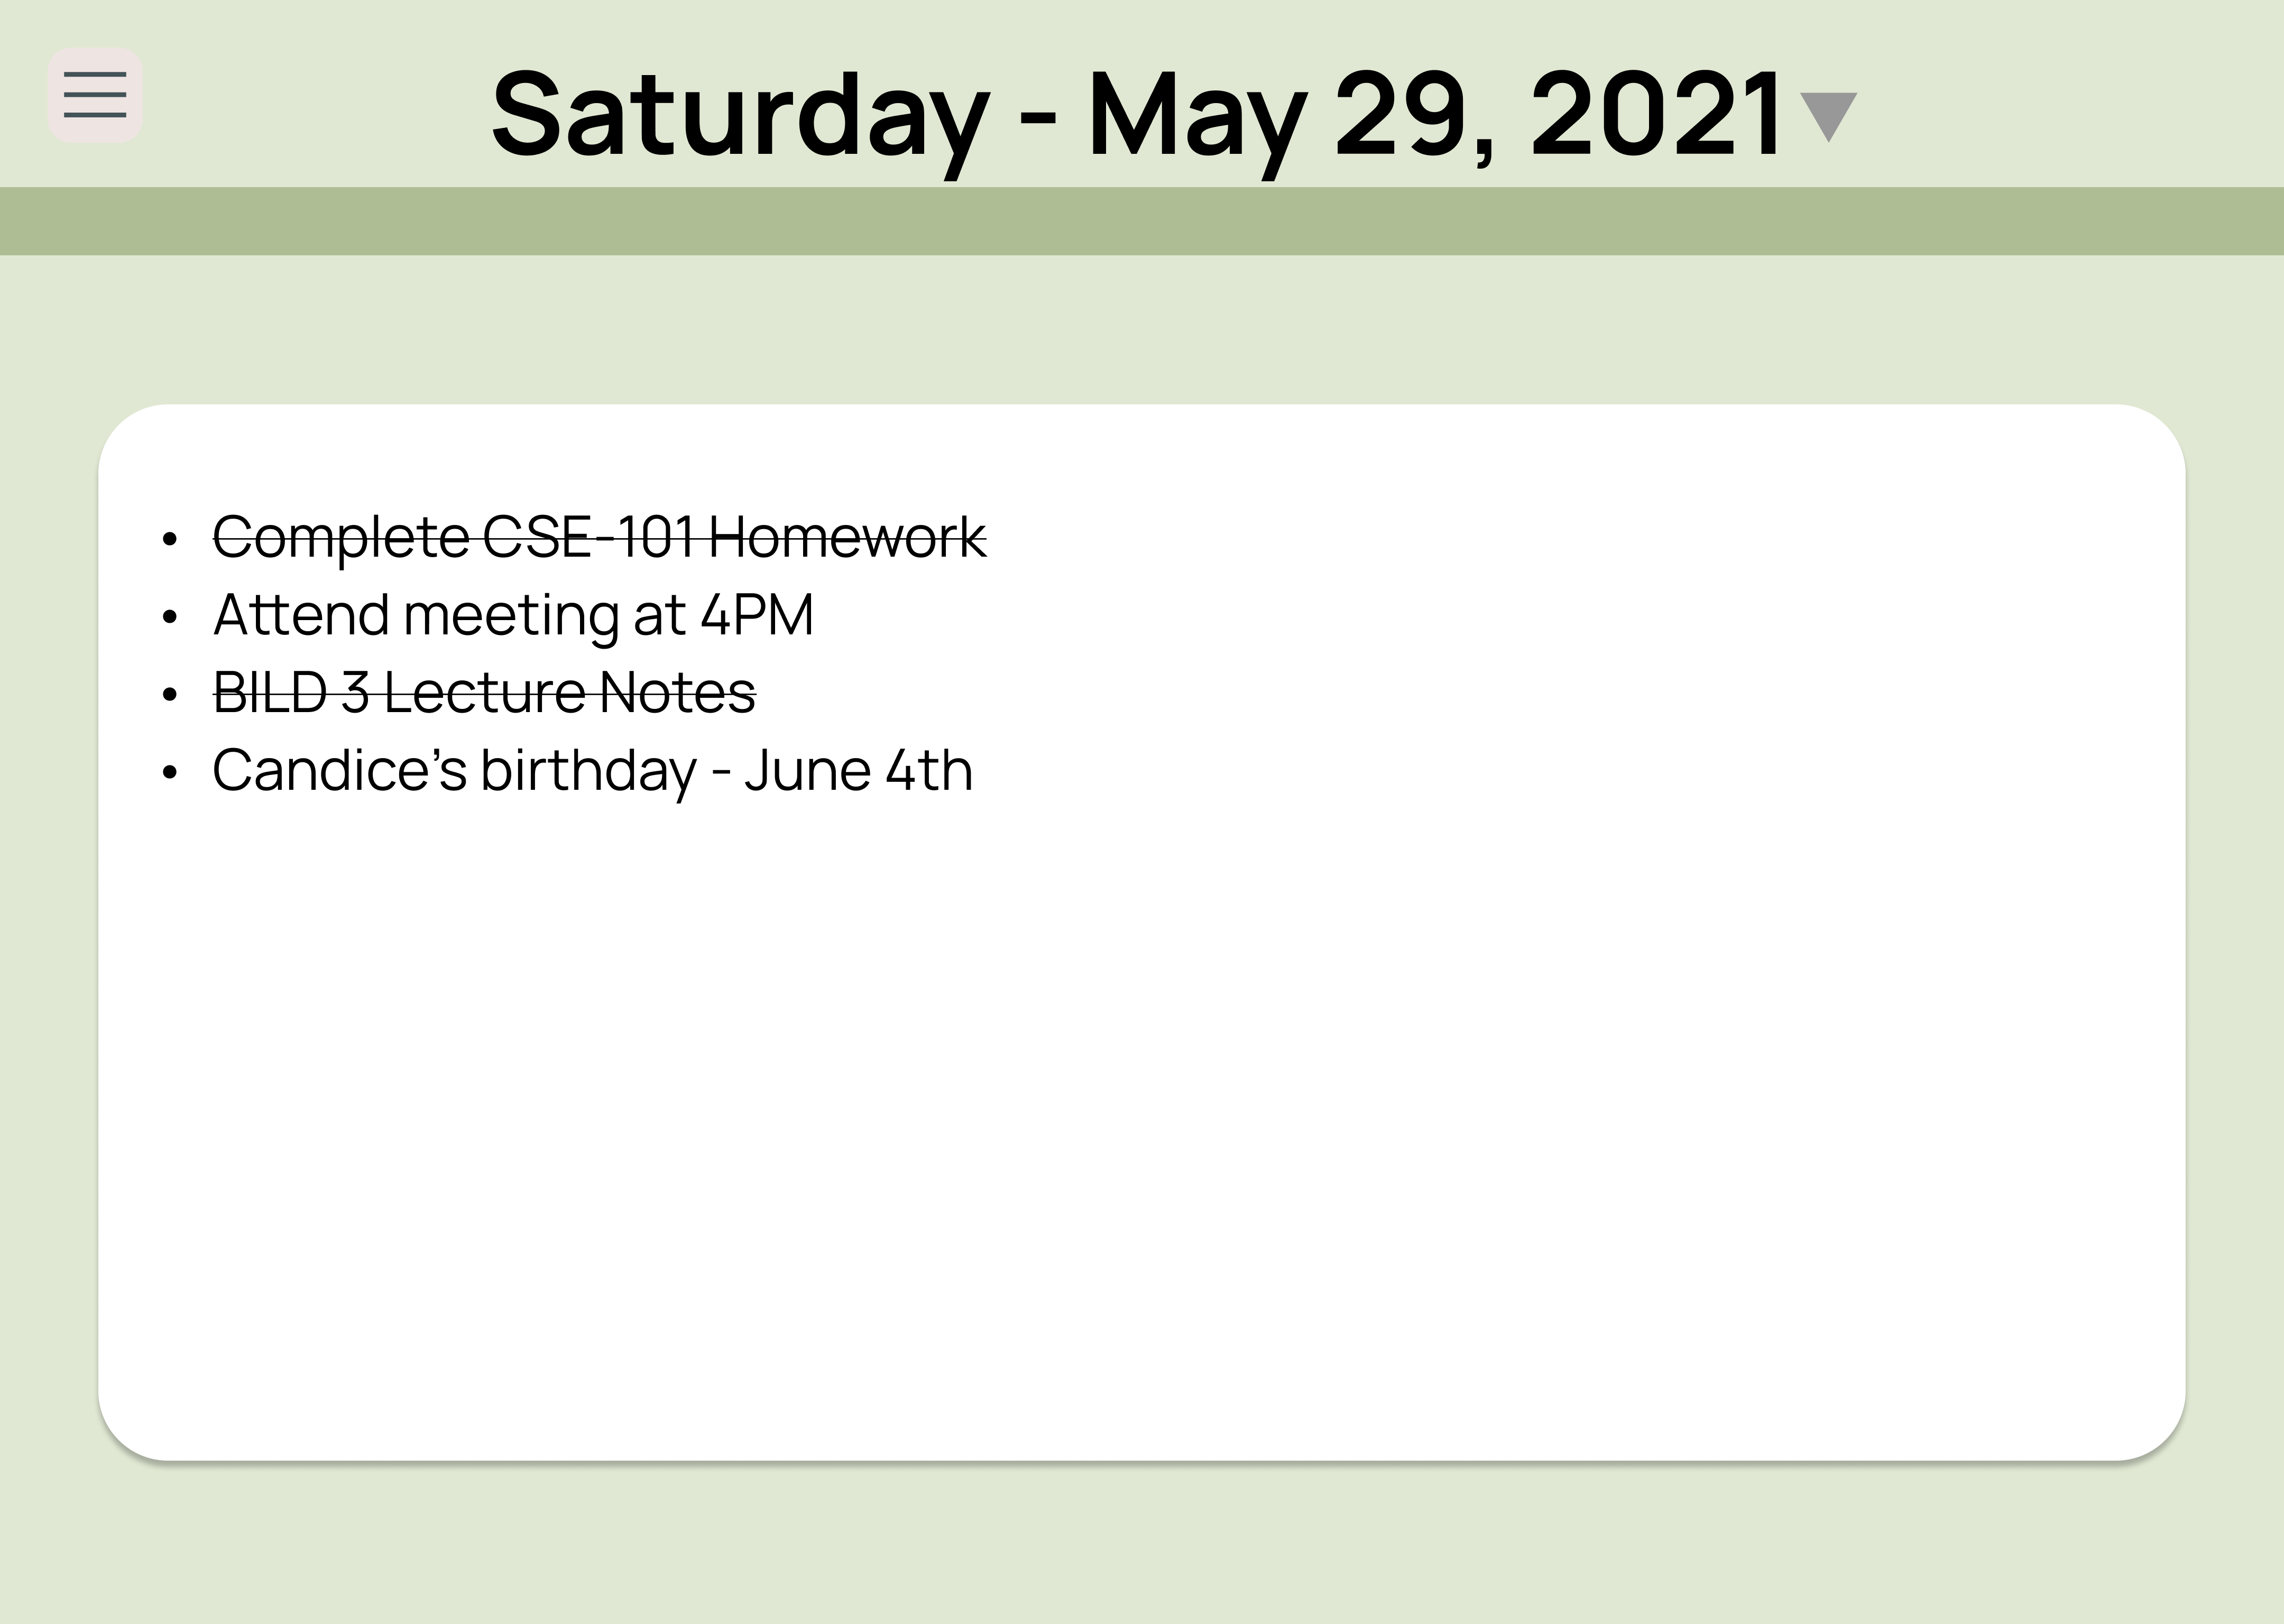 Saturday - May 29, 2021
• Complete CSE-101 Homework
• Attend meeting at 4PM
• BILD 3 Lecture Notes
• Candice’s birthday - June 4th